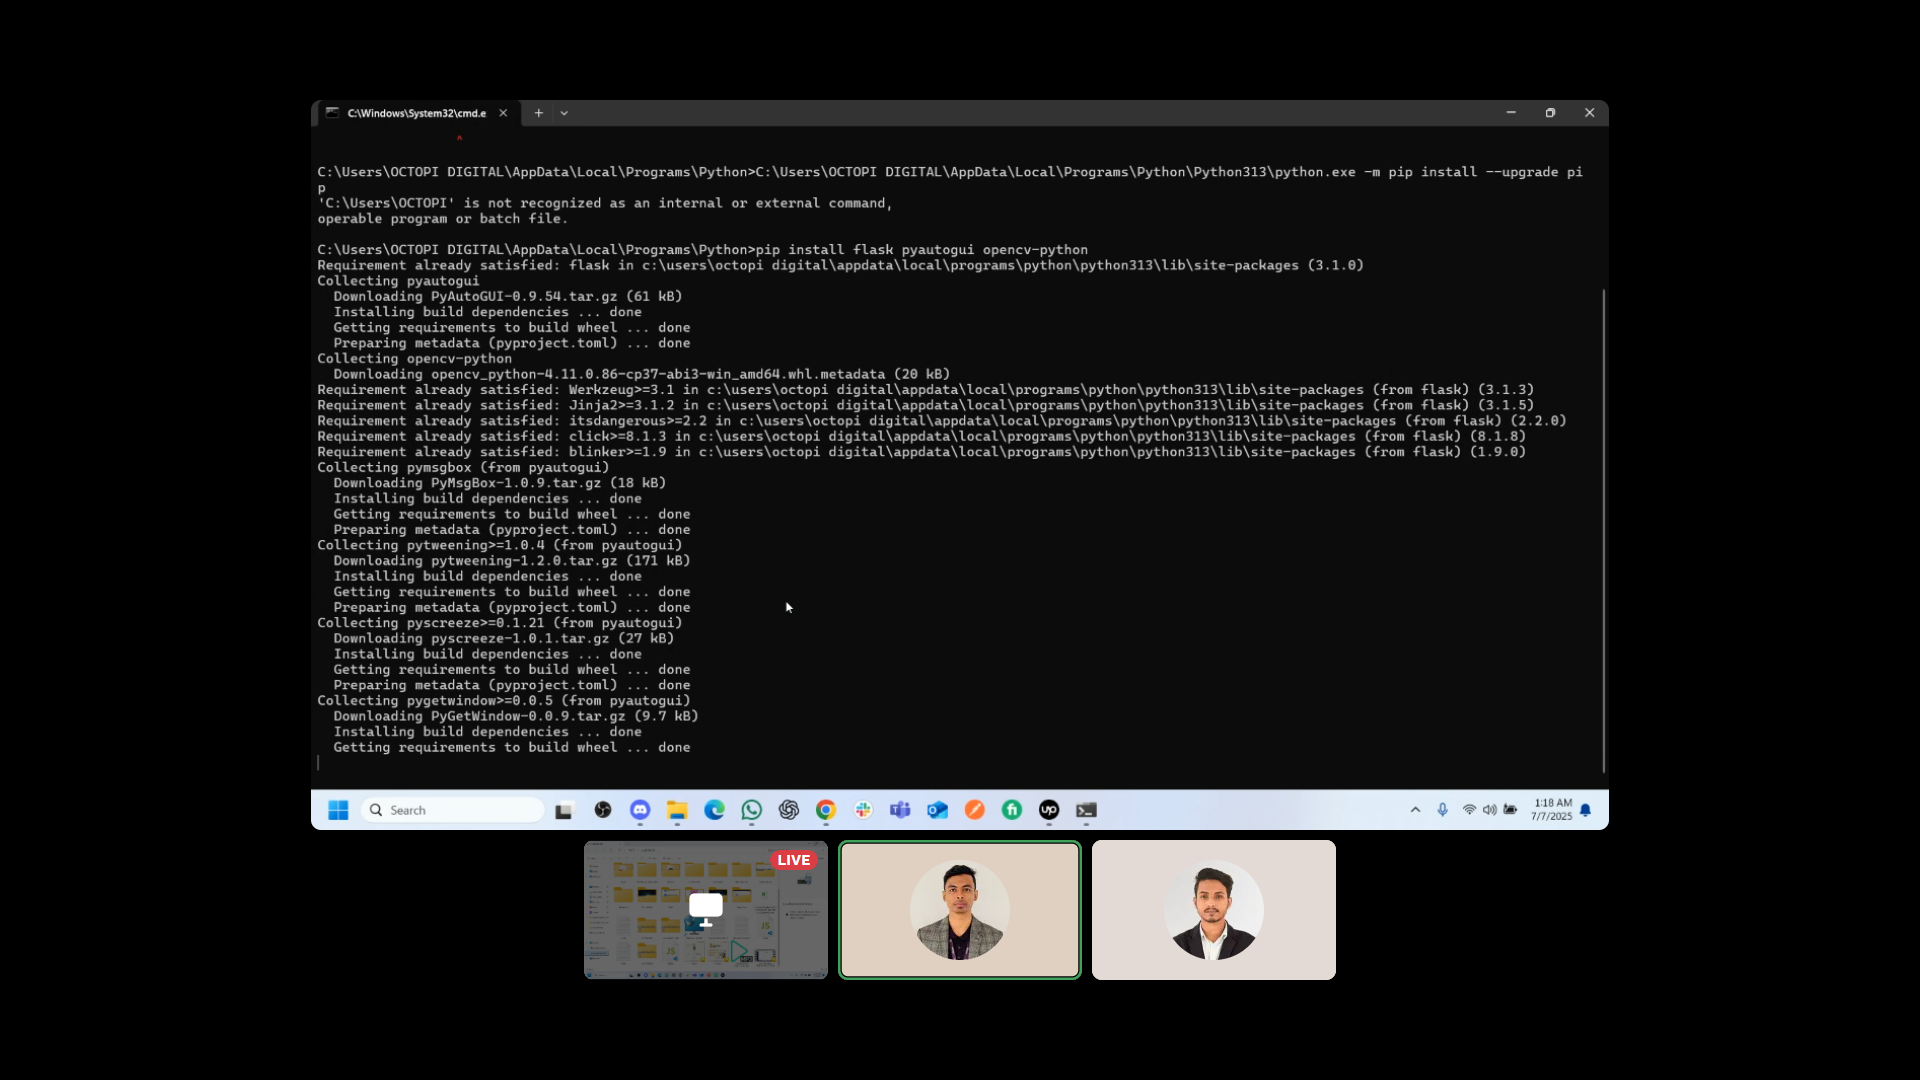 C:\Windows\System32\cmd.e
^
C:\Users\OCTOPI DIGITAL\AppData\Local\Programs\Python>C:\Users\OCTOPI DIGITAL\AppData\Local\Programs\Python\Python313\python.exe -m pip install --upgrade pi
p
'C:\Users\OCTOPI' is not recognized as an internal or external command,
operable program or batch file.
C:\Users\OCTOPI DIGITAL\AppData\Local\Programs\Python>pip install flask pyautogui opencv-python
Requirement already satisfied: flask in c:\users\octopi digital\appdata\local\programs\python\python313\lib\site-packages (3.1.0)
Collecting pyautogui
  Downloading PyAutoGUI-0.9.54.tar.gz (61 kB)
  Installing build dependencies ... done
  Getting requirements to build wheel ... done
  Preparing metadata (pyproject.toml) ... done
Collecting opencv-python
  Downloading opencv_python-4.11.0.86-cp37-abi3-win_amd64.whl.metadata (20 kB)
Requirement already satisfied: Werkzeug>=3.1 in c:\users\octopi digital\appdata\local\programs\python\python313\lib\site-packages (from flask) (3.1.3)
Requirement already satisfied: Jinja2>=3.1.2 in c:\users\octopi digital\appdata\local\programs\python\python313\lib\site-packages (from flask) (3.1.5)
Requirement already satisfied: itsdangerous>=2.2 in c:\users\octopi digital\appdata\local\programs\python\python313\lib\site-packages (from flask) (2.2.0)
Requirement already satisfied: click>=8.1.3 in c:\users\octopi digital\appdata\local\programs\python\python313\lib\site-packages (from flask) (8.1.8)
Requirement already satisfied: blinker>=1.9 in c:\users\octopi digital\appdata\local\programs\python\python313\lib\site-packages (from flask) (1.9.0)
Collecting pymsgbox (from pyautogui)
  Downloading PyMsgBox-1.0.9.tar.gz (18 kB)
  Installing build dependencies ... done
  Getting requirements to build wheel ... done
  Preparing metadata (pyproject.toml) ... done
Collecting pytweening>=1.0.4 (from pyautogui)
  Downloading pytweening-1.2.0.tar.gz (171 kB)
  Installing build dependencies ... done
  Getting requirements to build wheel ... done
  Preparing metadata (pyproject.toml) ... done
Collecting pyscreeze>=0.1.21 (from pyautogui)
  Downloading pyscreeze-1.0.1.tar.gz (27 kB)
  Installing build dependencies ... done
  Getting requirements to build wheel ... done
  Preparing metadata (pyproject.toml) ... done
Collecting pygetwindow>=0.0.5 (from pyautogui)
  Downloading PyGetWindow-0.0.9.tar.gz (9.7 kB)
  Installing build dependencies ... done
  Getting requirements to build wheel ... done
Search
1:18 AM
7/7/2025
LIVE